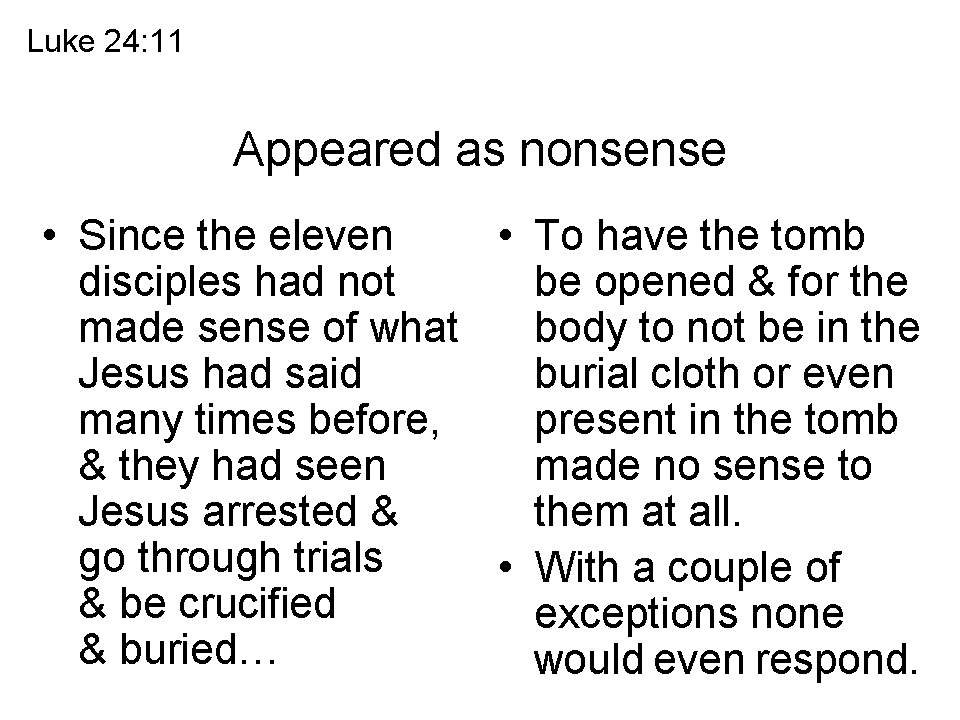 Luke 24:11
Appeared as nonsense
• Since the eleven
disciples had not
made sense of what
Jesus had said
many times before,
& they had seen
Jesus arrested &
go through trials
& be crucified
& buried…
• To have the tomb
be opened & for the
body to not be in the
burial cloth or even
present in the tomb
made no sense to
them at all.
• With a couple of
exceptions none
would even respond.